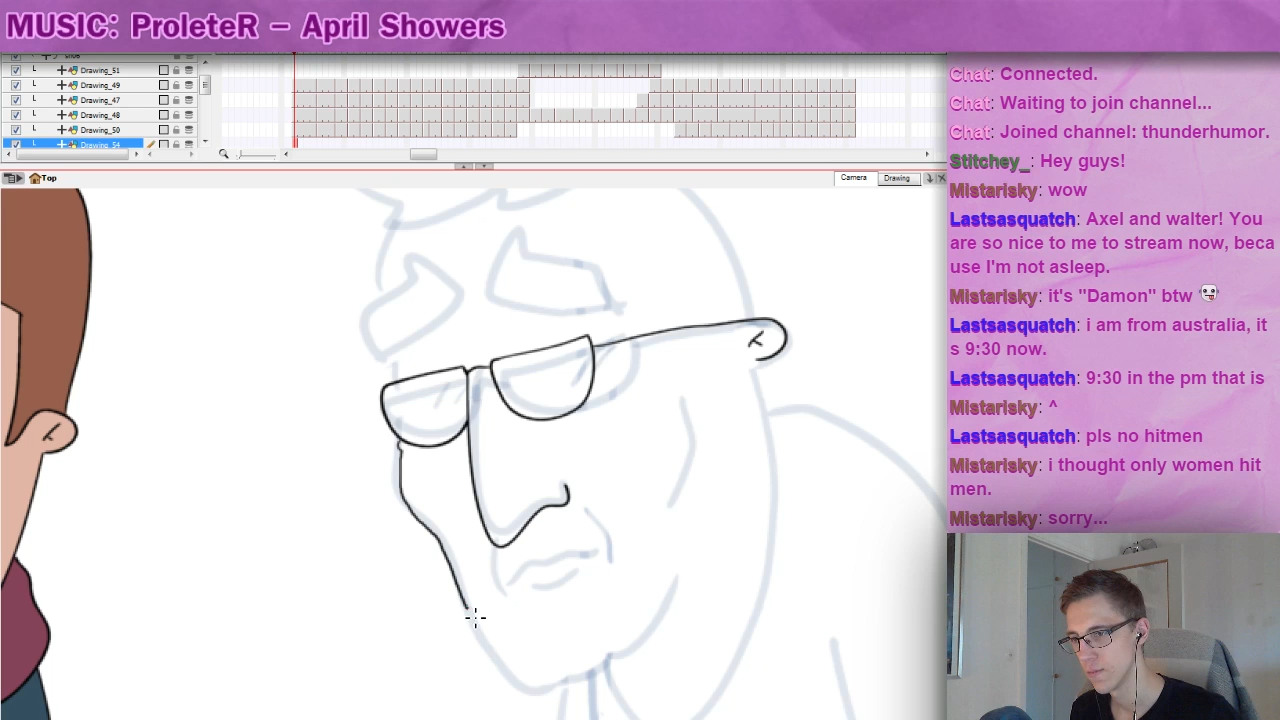 MUSIC: ProleteR – April Showers
Drawing_51
Drawing_49
Drawing_47
Drawing_48
Drawing_50
Drawing_54
Top
Camera
Drawing
Chat: Connected.
Chat: Waiting to join channel...
Chat: Joined channel: thunderhumor.
Stitchey_: Hey guys!
Mistarisky: wow
Lastsasquatch: Axel and walter! You
are so nice to me to stream now, beca
use I'm not asleep.
Mistarisky: it's "Damon" btw
Lastsasquatch: i am from australia, it
s 9:30 now.
Lastsasquatch: 9:30 in the pm that is
Mistarisky: ^
Lastsasquatch: pls no hitmen
Mistarisky: i thought only women hit
men.
Mistarisky: sorry...